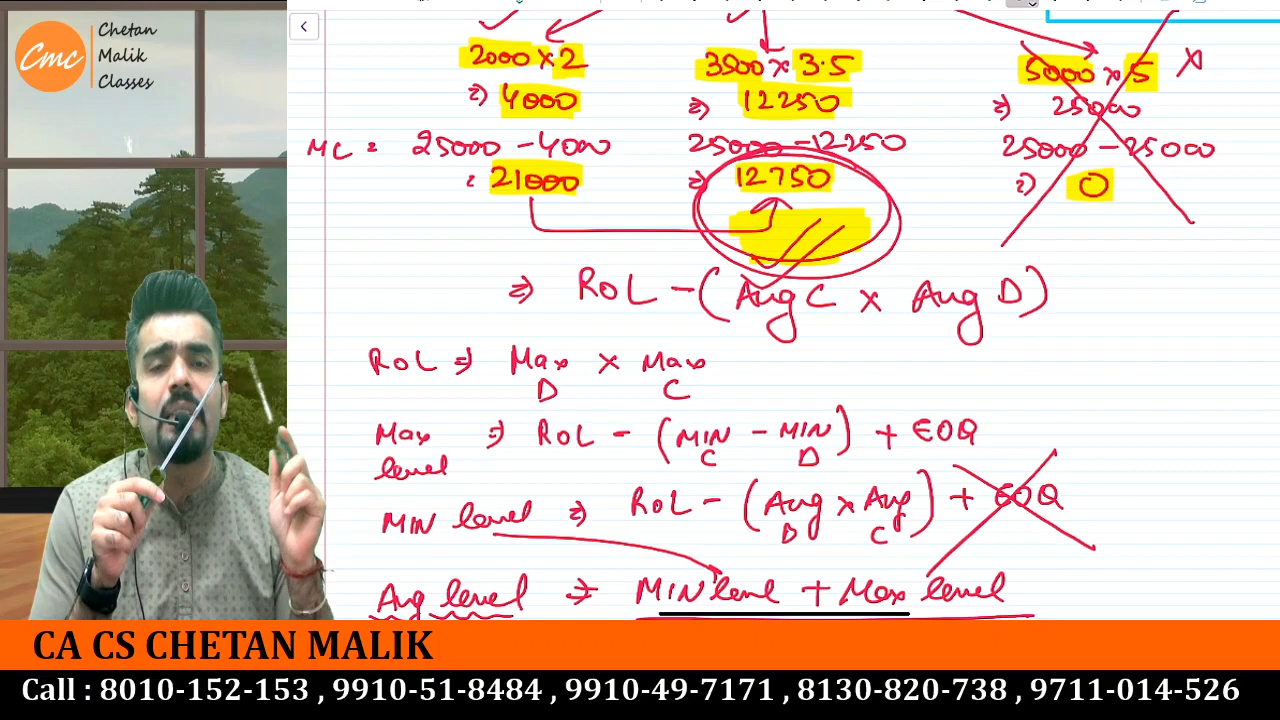 Cmc
Chetan
Malik
Classes
2000 × 2 3500 × 3.5 5000 × 5 ×
⇒ 4000 ⇒ 12250 ⇒ 25000
MC = 25000 - 4000 25000 - 12250 25000 - 25000
: 21000 ⇒ 12750 ⇒ 0
⇒ ROL - ( Avg C × Avg D )
ROL ⇒ Max × Max
D C
Max ⇒ ROL - ( MIN - MIN ) + EOQ
level C D
MIN level ⇒ ROL - ( Avg × Avg ) + EOQ
D C
Avg level ⇒ MIN level + Max level
CA CS CHETAN MALIK
Call : 8010-152-153 , 9910-51-8484 , 9910-49-7171 , 8130-820-738 , 9711-014-526